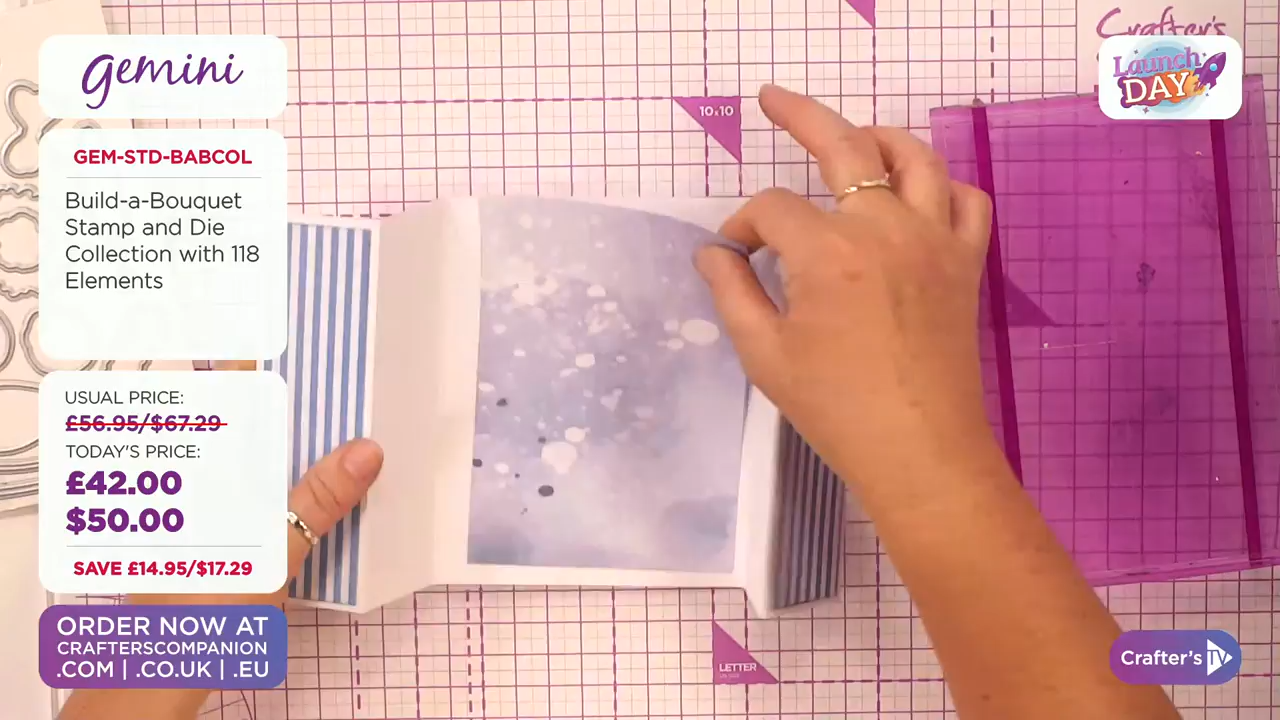 gemini
GEM-STD-BABCOL
Build-a-Bouquet
Stamp and Die
Collection with 118
Elements
USUAL PRICE:
£56.95/$67.29
TODAY'S PRICE:
£42.00
$50.00
SAVE £14.95/$17.29
ORDER NOW AT
CRAFTERSCOMPANION
.COM | .CO.UK | .EU
10x10
Crafter's
Launch
DAY
LETTER
Crafter's TV